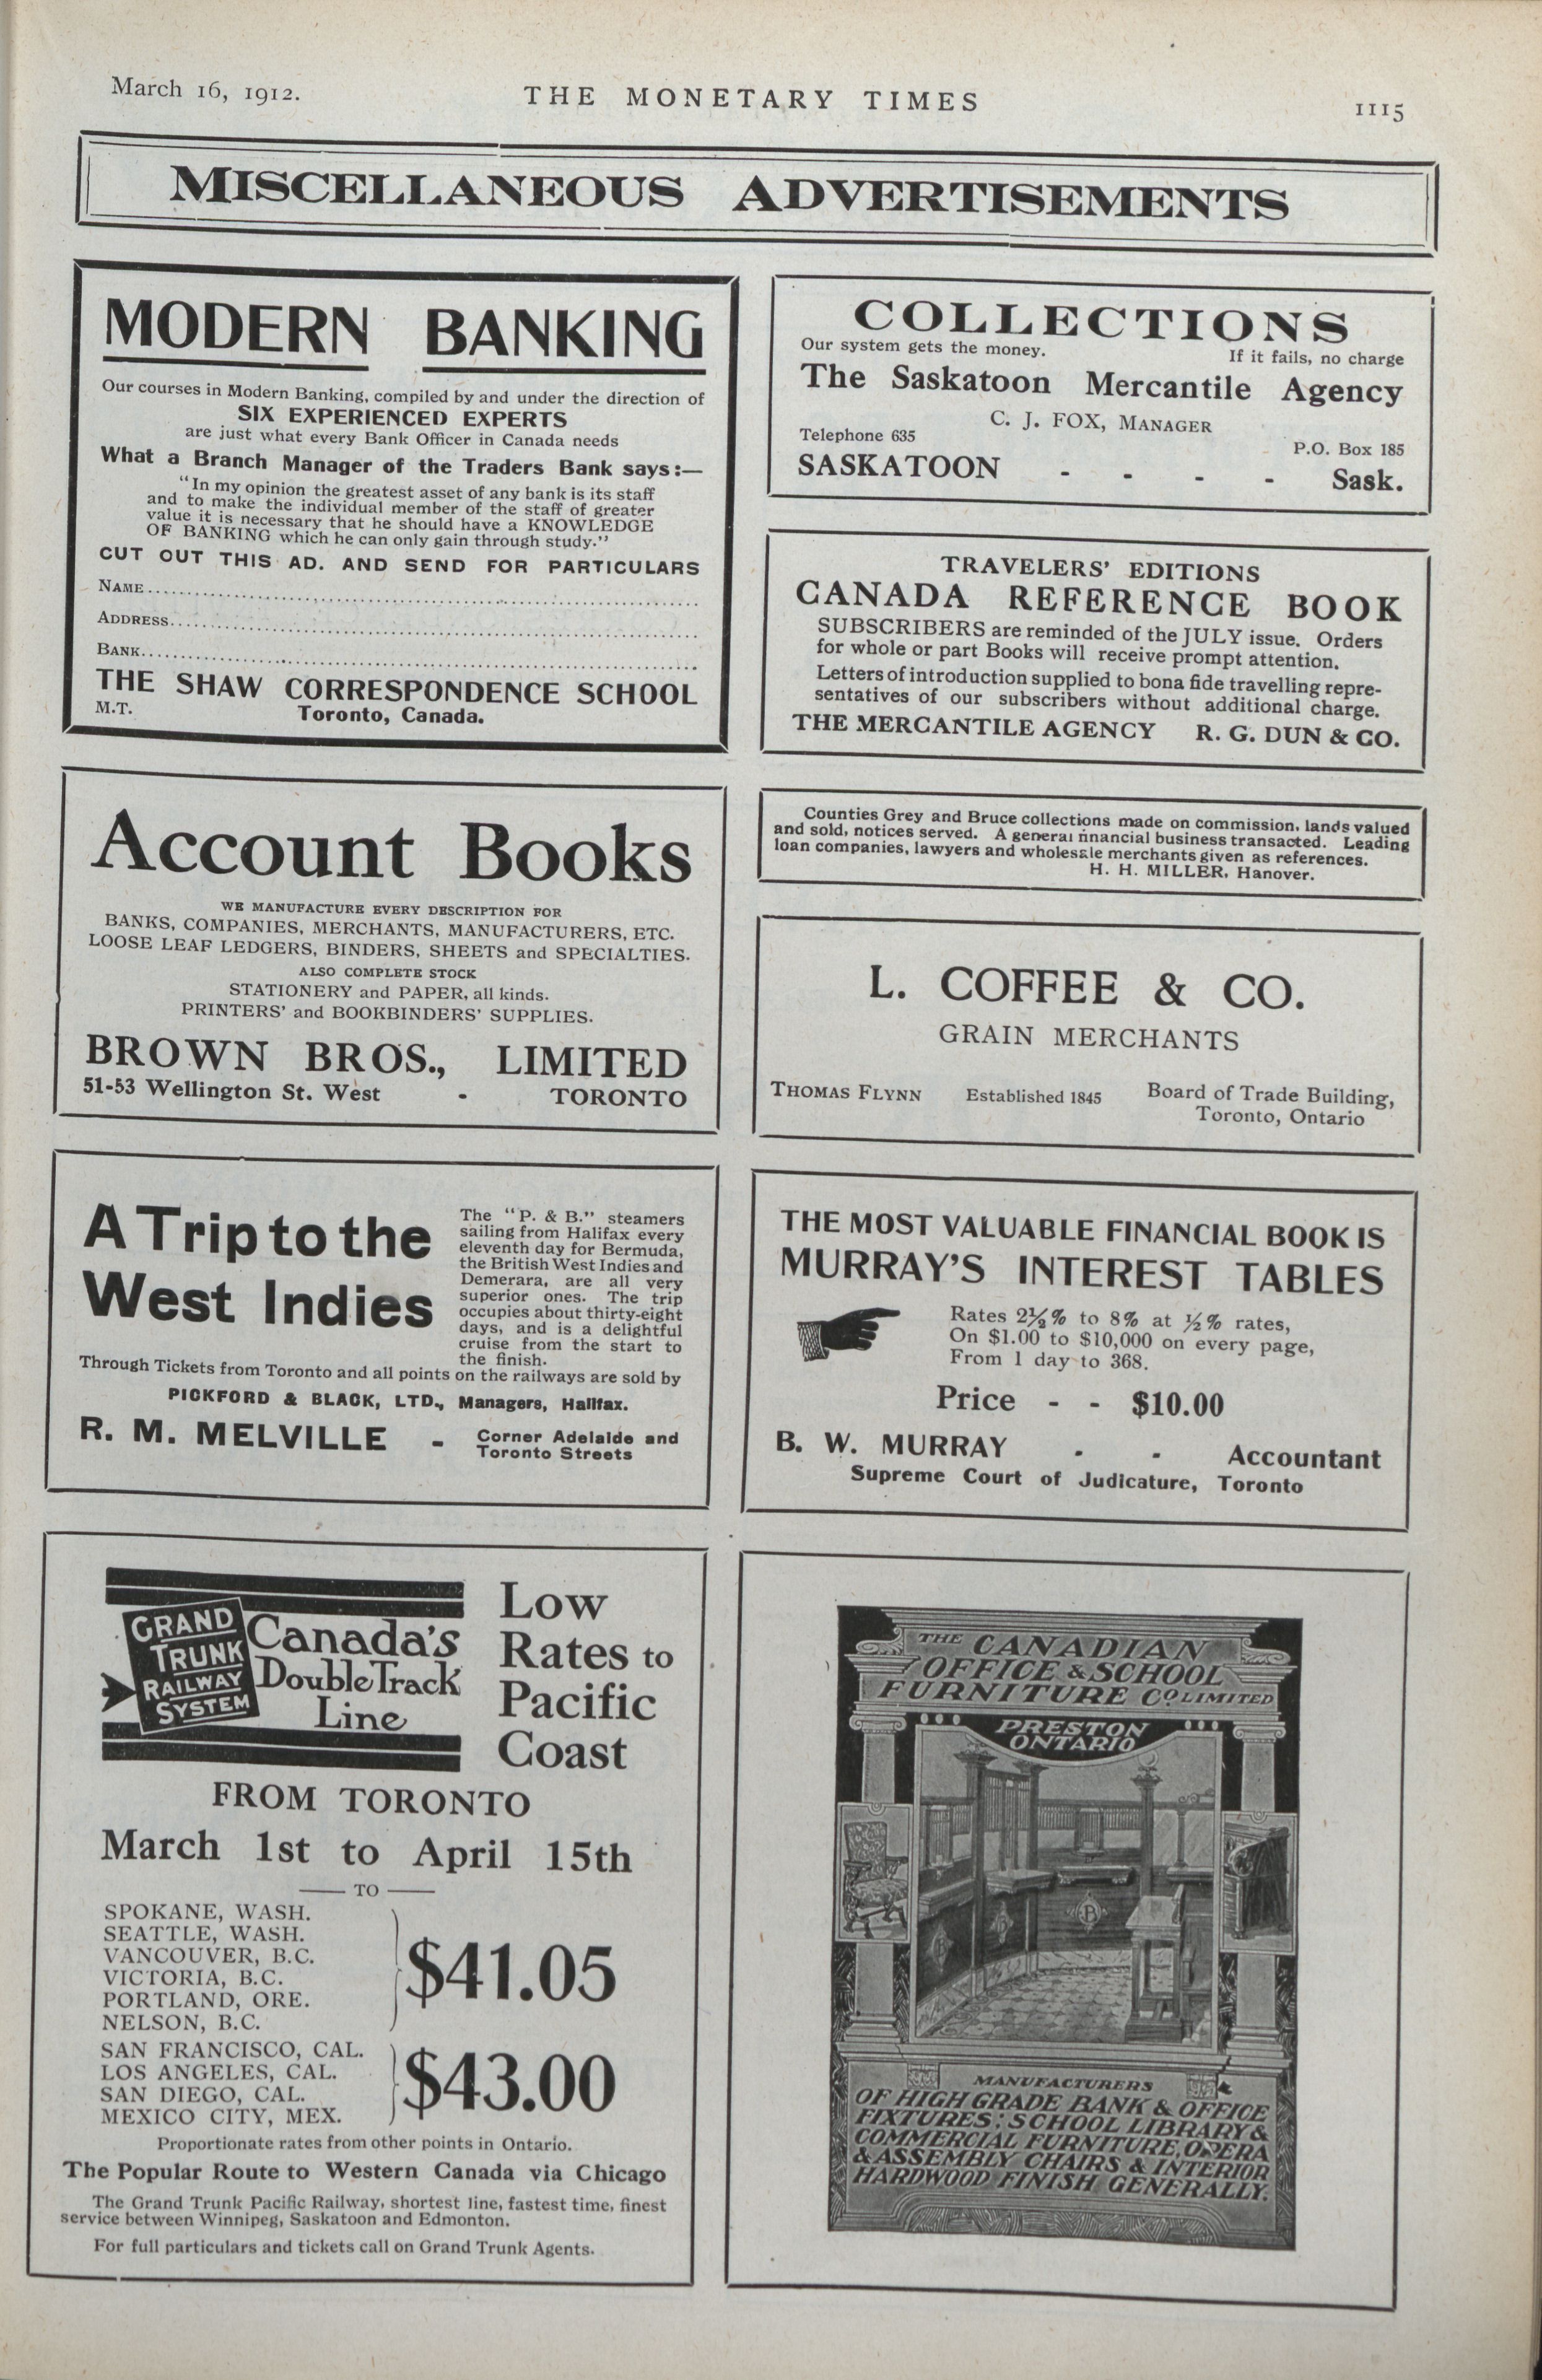 March 16, 1912.
THE MONETARY TIMES
1115
MISCELLANEOUS ADVERTISEMENTS
MODERN BANKING
Our courses in Modern Banking, compiled by and under the direction of
SIX EXPERIENCED EXPERTS
are just what every Bank Officer in Canada needs
What a Branch Manager of the Traders Bank says:—
"In my opinion the greatest asset of any bank is its staff
and to make the individual member of the staff of greater
value it is necessary that he should have a KNOWLEDGE
OF BANKING which he can only gain through study."
CUT OUT THIS AD. AND SEND FOR PARTICULARS
NAME
ADDRESS
BANK
THE SHAW CORRESPONDENCE SCHOOL
M.T. Toronto, Canada.
Account Books
WE MANUFACTURE EVERY DESCRIPTION FOR
BANKS, COMPANIES, MERCHANTS, MANUFACTURERS, ETC.
LOOSE LEAF LEDGERS, BINDERS, SHEETS and SPECIALTIES.
ALSO COMPLETE STOCK
STATIONERY and PAPER, all kinds.
PRINTERS' and BOOKBINDERS' SUPPLIES.
BROWN BROS., LIMITED
51-53 Wellington St. West - TORONTO
A Trip to the
West Indies
The "P. & B." steamers
sailing from Halifax every
eleventh day for Bermuda,
the British West Indies and
Demerara, are all very
superior ones. The trip
occupies about thirty-eight
days, and is a delightful
cruise from the start to
the finish.
Through Tickets from Toronto and all points on the railways are sold by
PICKFORD & BLACK, LTD., Managers, Halifax.
R. M. MELVILLE - Corner Adelaide and
Toronto Streets
GRAND
TRUNK
RAILWAY
SYSTEM
Canada's
Double Track
Line
Low
Rates to
Pacific
Coast
FROM TORONTO
March 1st to April 15th
— TO —
SPOKANE, WASH.
SEATTLE, WASH.
VANCOUVER, B.C.
VICTORIA, B.C.
PORTLAND, ORE.
NELSON, B.C.
$41.05
SAN FRANCISCO, CAL.
LOS ANGELES, CAL.
SAN DIEGO, CAL.
MEXICO CITY, MEX.
$43.00
Proportionate rates from other points in Ontario.
The Popular Route to Western Canada via Chicago
The Grand Trunk Pacific Railway, shortest line, fastest time, finest
service between Winnipeg, Saskatoon and Edmonton.
For full particulars and tickets call on Grand Trunk Agents.
COLLECTIONS
Our system gets the money. If it fails, no charge
The Saskatoon Mercantile Agency
C. J. FOX, MANAGER
Telephone 635 P.O. Box 185
SASKATOON - - - - Sask.
TRAVELERS' EDITIONS
CANADA REFERENCE BOOK
SUBSCRIBERS are reminded of the JULY issue. Orders
for whole or part Books will receive prompt attention.
Letters of introduction supplied to bona fide travelling repre-
sentatives of our subscribers without additional charge.
THE MERCANTILE AGENCY R. G. DUN & CO.
Counties Grey and Bruce collections made on commission, lands valued
and sold, notices served. A general financial business transacted. Leading
loan companies, lawyers and wholesale merchants given as references.
H. H. MILLER, Hanover.
L. COFFEE & CO.
GRAIN MERCHANTS
THOMAS FLYNN Established 1845 Board of Trade Building,
Toronto, Ontario
THE MOST VALUABLE FINANCIAL BOOK IS
MURRAY'S INTEREST TABLES
Rates 2½% to 8% at ½% rates,
On $1.00 to $10,000 on every page,
From 1 day to 368.
Price - - $10.00
B. W. MURRAY - - Accountant
Supreme Court of Judicature, Toronto
THE CANADIAN
OFFICE & SCHOOL
FURNITURE Co LIMITED
PRESTON
ONTARIO
B
MANUFACTURERS
OF HIGH GRADE BANK & OFFICE
FIXTURES; SCHOOL LIBRARY &
COMMERCIAL FURNITURE, OPERA
& ASSEMBLY CHAIRS & INTERIOR
HARDWOOD FINISH GENERALLY.